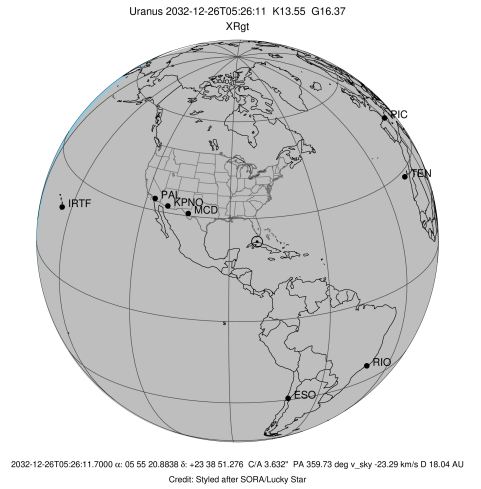 Uranus 2032-12-26T05:26:11 K13.55 G16.37
XRgt
PIC
TEN
PAL
KPNO
MCD
IRTF
RIO
ESO
2032-12-26T05:26:11.7000 α: 05 55 20.8838 δ: +23 38 51.276 C/A 3.632" PA 359.73 deg v_sky -23.29 km/s D 18.04 AU
Credit: Styled after SORA/Lucky Star